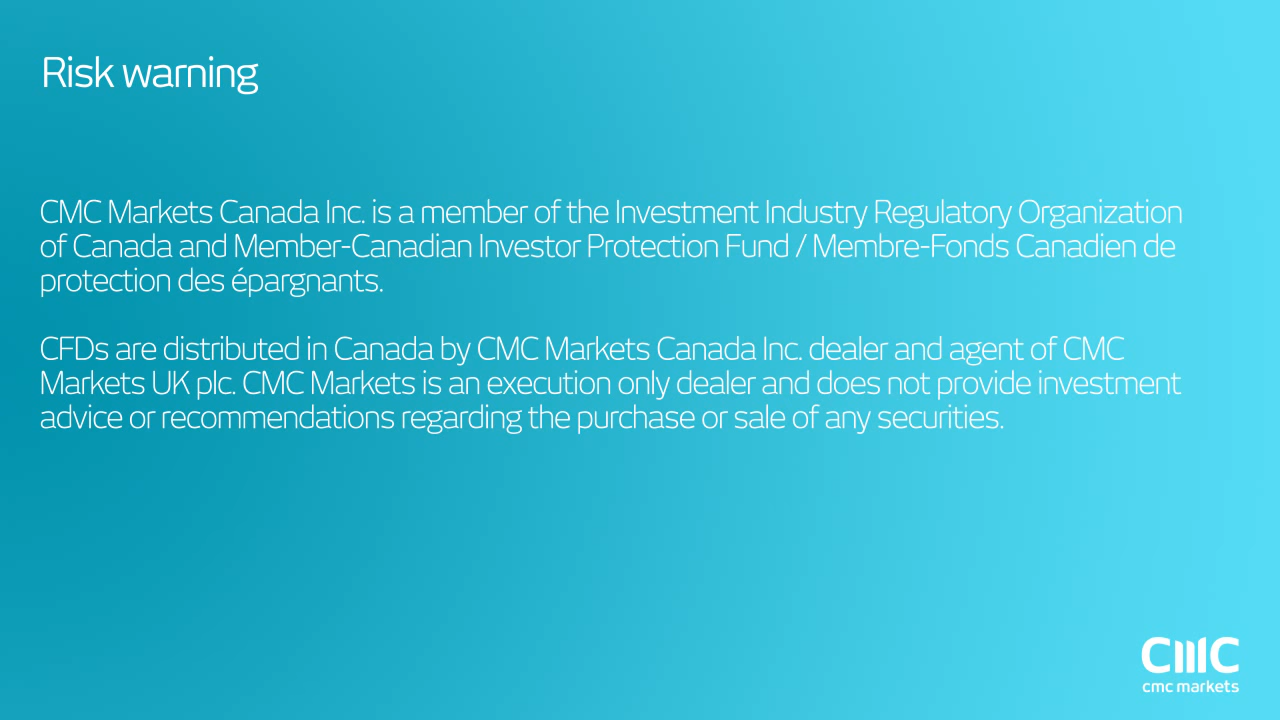 Risk warning
CMC Markets Canada Inc. is a member of the Investment Industry Regulatory Organization
of Canada and Member-Canadian Investor Protection Fund / Membre-Fonds Canadien de
protection des épargnants.
CFDs are distributed in Canada by CMC Markets Canada Inc. dealer and agent of CMC
Markets UK plc. CMC Markets is an execution only dealer and does not provide investment
advice or recommendations regarding the purchase or sale of any securities.
CMC
cmc markets